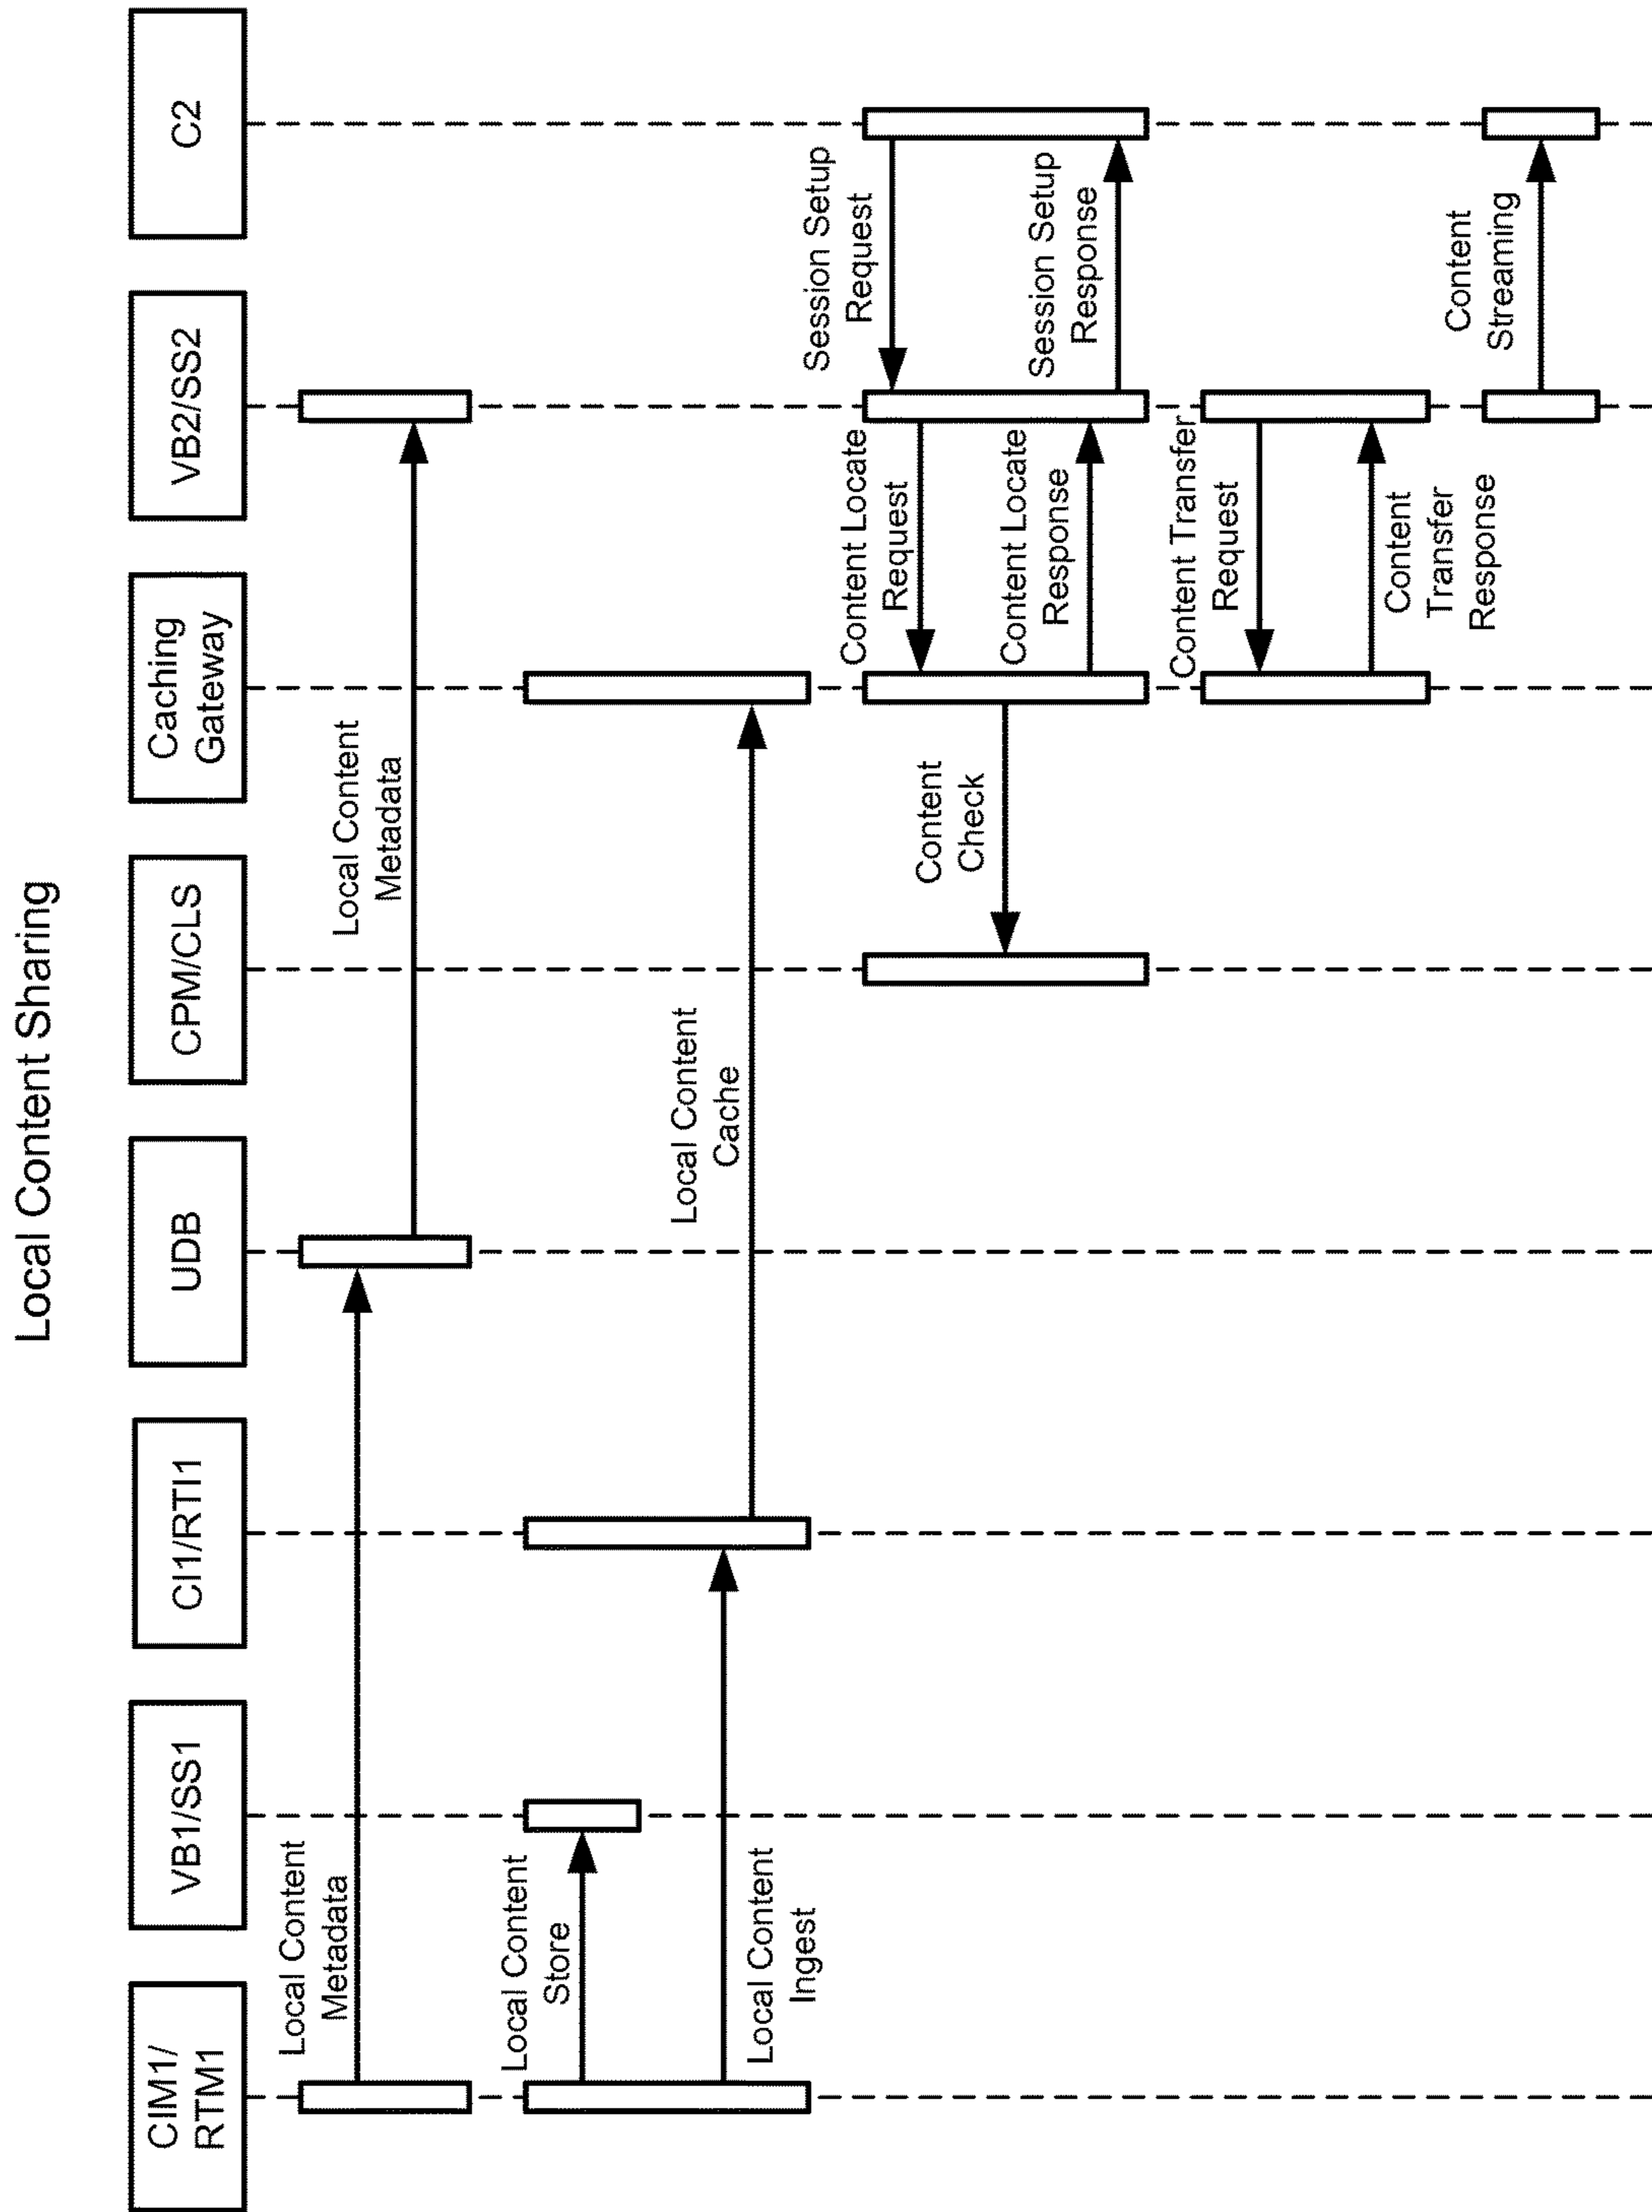 Local Content Sharing
CIM1/
RTM1
VB1/SS1
CI1/RTI1
UDB
CPM/CLS
Caching
Gateway
VB2/SS2
C2
Local Content
Metadata
Local Content
Metadata
Local Content
Store
Local Content
Ingest
Local Content
Cache
Session Setup
Request
Content Locate
Request
Content
Check
Content Locate
Response
Session Setup
Response
Content Transfer
Request
Content
Transfer
Response
Content
Streaming